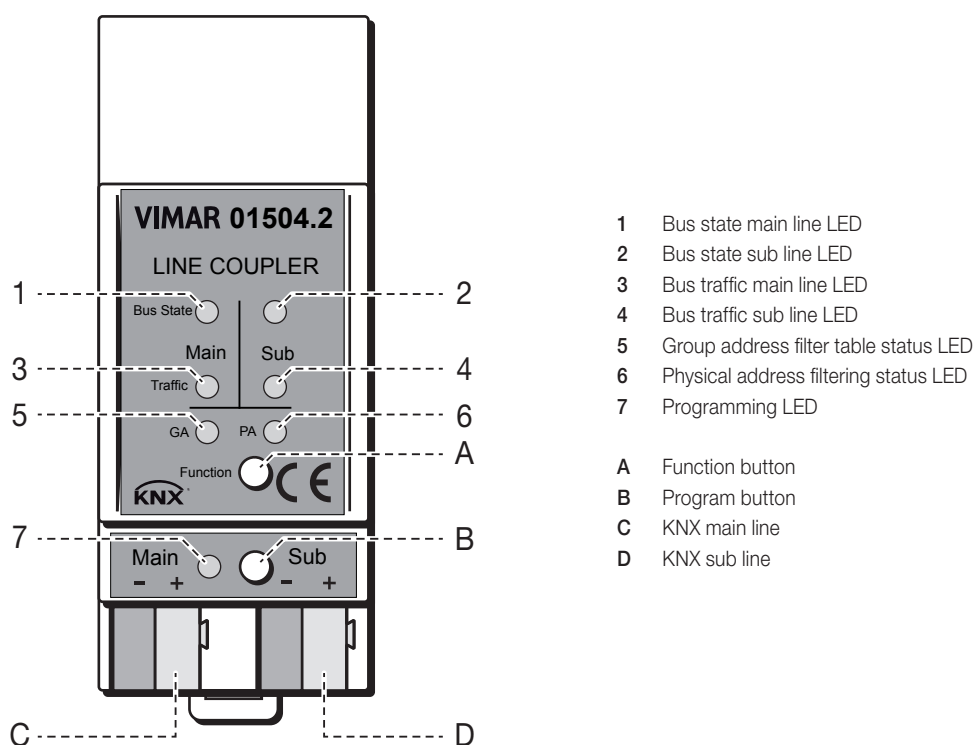 VIMAR 01504.2
LINE COUPLER
1
Bus State
2
Main
Sub
3
Traffic
4
5
GA
PA
6
Function
A
CE
KNX
7
Main
Sub
B
- +
- +
C
D
1 Bus state main line LED
2 Bus state sub line LED
3 Bus traffic main line LED
4 Bus traffic sub line LED
5 Group address filter table status LED
6 Physical address filtering status LED
7 Programming LED
A Function button
B Program button
C KNX main line
D KNX sub line